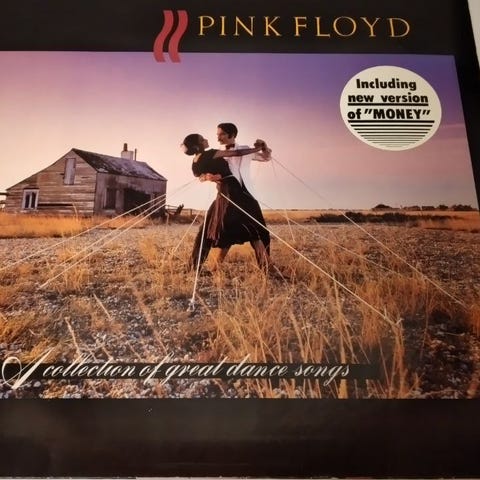 PINK FLOYD
Including
new version
of "MONEY"
A collection of great dance songs